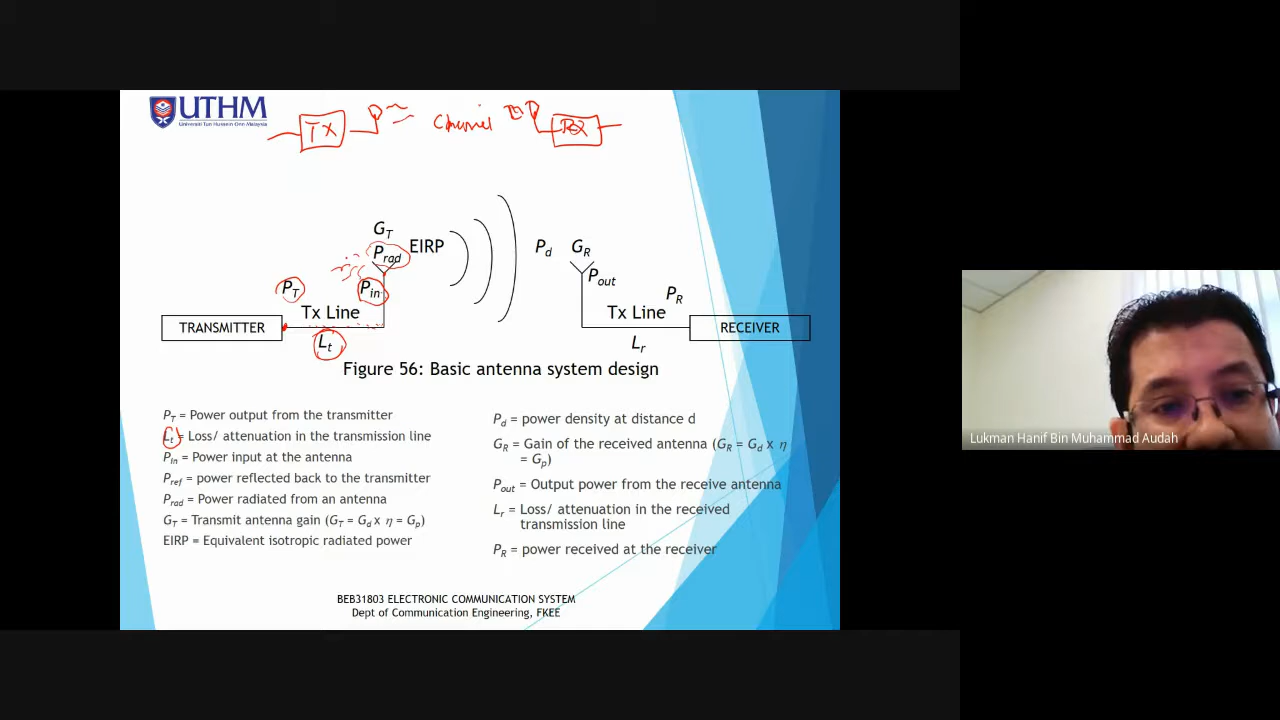 UTHM
Universiti Tun Hussein Onn Malaysia
TX
Channel
RX
G_T
P_rad
EIRP
P_d
G_R
P_T
P_in
P_out
Tx Line
P_R
Tx Line
TRANSMITTER
RECEIVER
L_t
L_r
Figure 56: Basic antenna system design
P_T = Power output from the transmitter
L_t = Loss/ attenuation in the transmission line
P_in = Power input at the antenna
P_ref = power reflected back to the transmitter
P_rad = Power radiated from an antenna
G_T = Transmit antenna gain (G_T = G_d x η = G_p)
EIRP = Equivalent isotropic radiated power
P_d = power density at distance d
G_R = Gain of the received antenna (G_R = G_d x η
= G_p)
P_out = Output power from the receive antenna
L_r = Loss/ attenuation in the received
transmission line
P_R = power received at the receiver
BEB31803 ELECTRONIC COMMUNICATION SYSTEM
Dept of Communication Engineering, FKEE
Lukman Hanif Bin Muhammad Audah